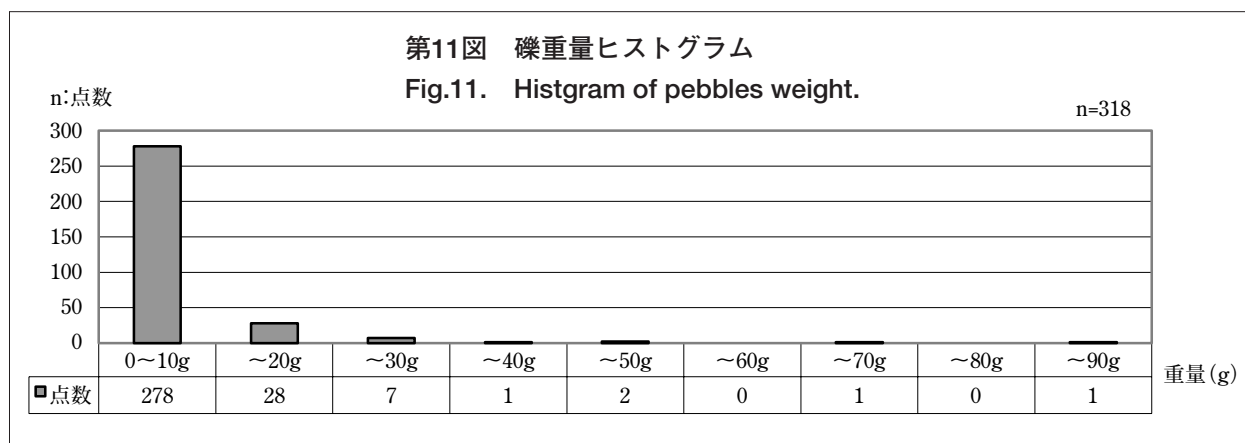 第11図　礫重量ヒストグラム
Fig.11.　Histgram of pebbles weight.
n:点数
n=318
300
250
200
150
100
50
0
0～10g ～20g ～30g ～40g ～50g ～60g ～70g ～80g ～90g
重量(g)
点数 278 28 7 1 2 0 1 0 1